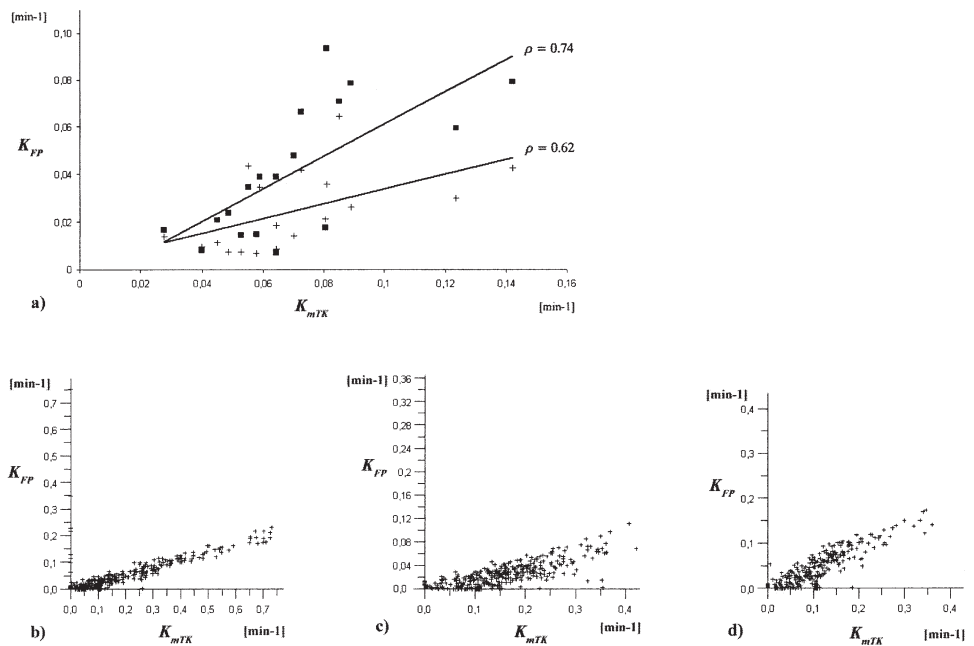 [min-1]
0,10
0,08
0,06
0,04
0,02
0
K_FP
ρ = 0.74
ρ = 0.62
0 0,02 0,04 0,06 0,08 0,1 0,12 0,14 0,16
a) K_mTK [min-1]
[min-1]
0,7
0,6
0,5
0,4
0,3
0,2
0,1
0,0
K_FP
0,0 0,1 0,2 0,3 0,4 0,5 0,6 0,7
b) K_mTK [min-1]
[min-1]
0,36
0,32
0,28
0,24
0,2
0,16
0,12
0,08
0,04
0,00
K_FP
0,0 0,1 0,2 0,3 0,4
c) K_mTK [min-1]
[min-1]
0,4
0,3
0,2
0,1
0,0
K_FP
0,0 0,1 0,2 0,3 0,4
d) K_mTK [min-1]